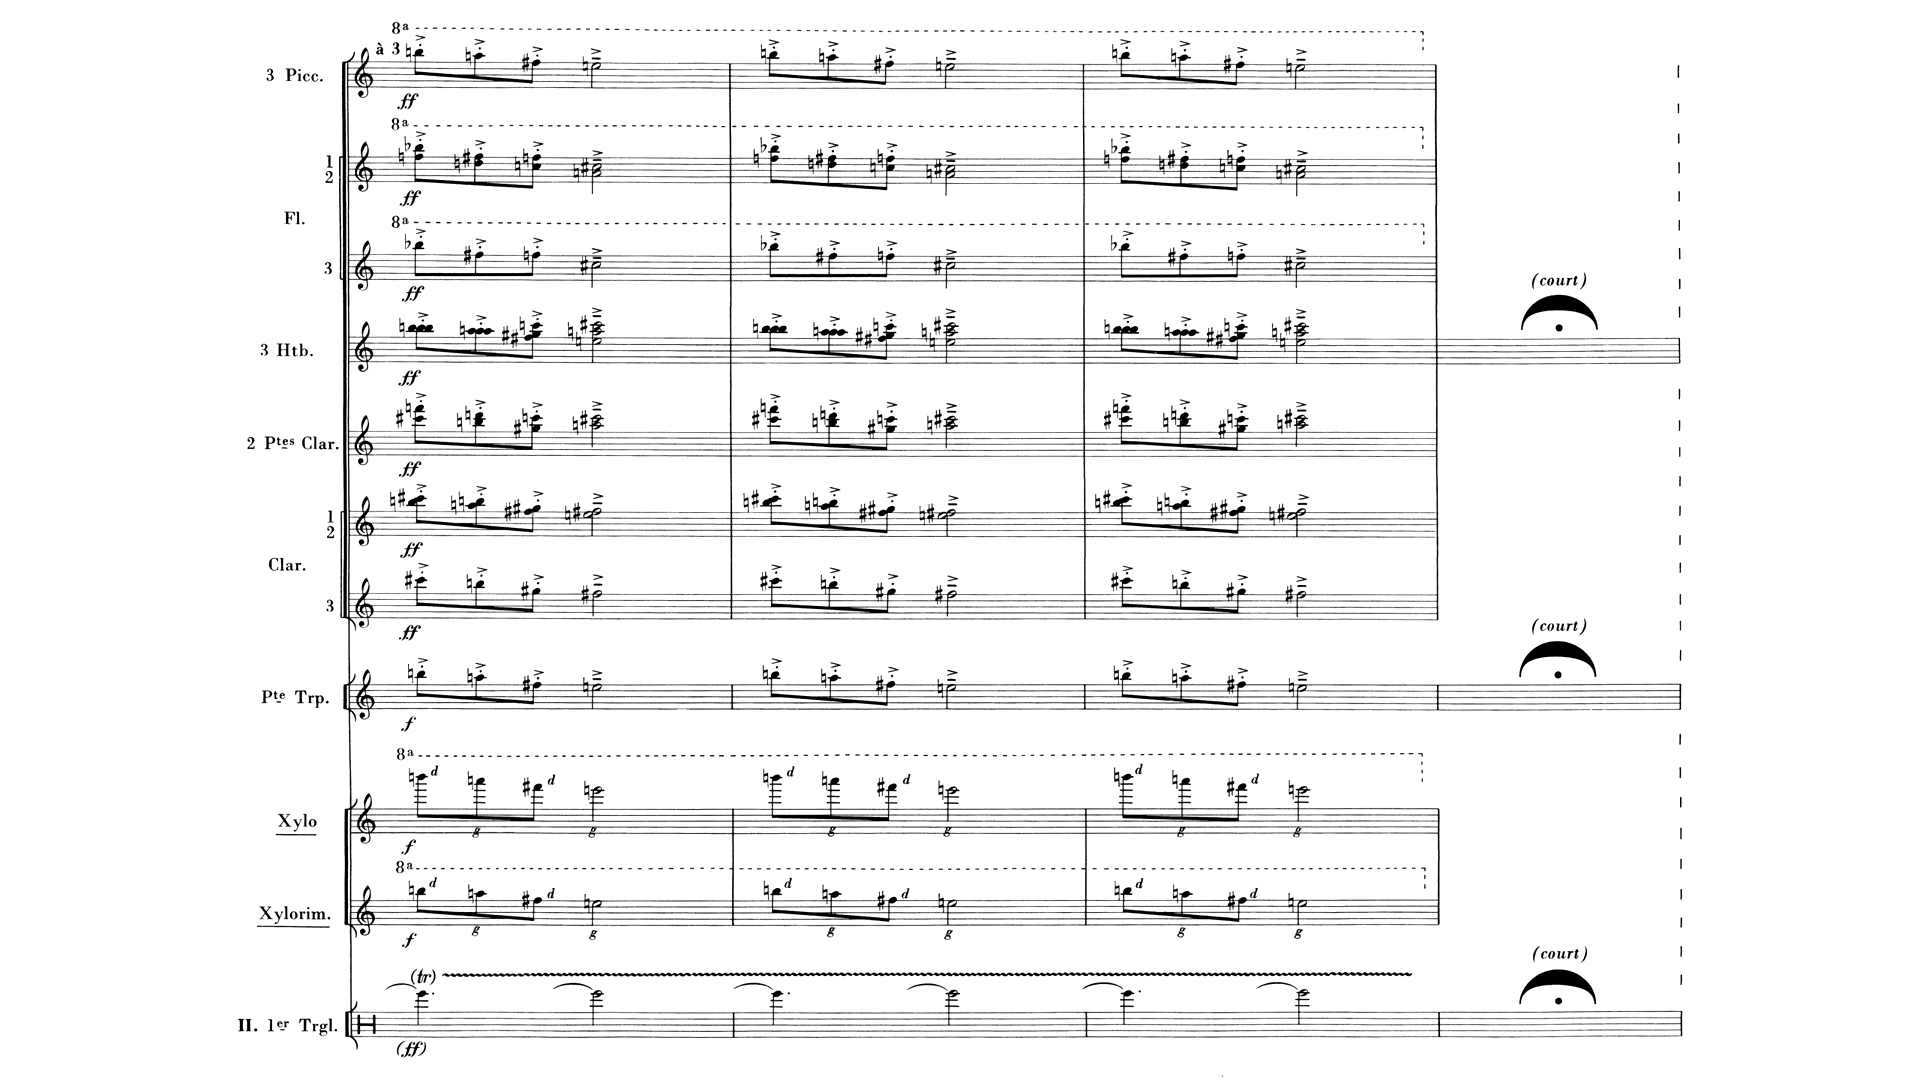 8ᵃ
à 3
3 Picc.
ff
8ᵃ
1
2
ff
Fl.
8ᵃ
3
ff
(court)
3 Htb.
ff
2 Pᵗᵉˢ Clar.
ff
1
2
ff
Clar.
3
ff
(court)
Pᵗᵉ Trp.
f
8ᵃ
d d d d d d
Xylo
g g g g g g
f
8ᵃ
d d d d d d
Xylorim.
g g g g g g
f
(court)
(tr)
II. 1ᵉʳ Trgl.
(ff)